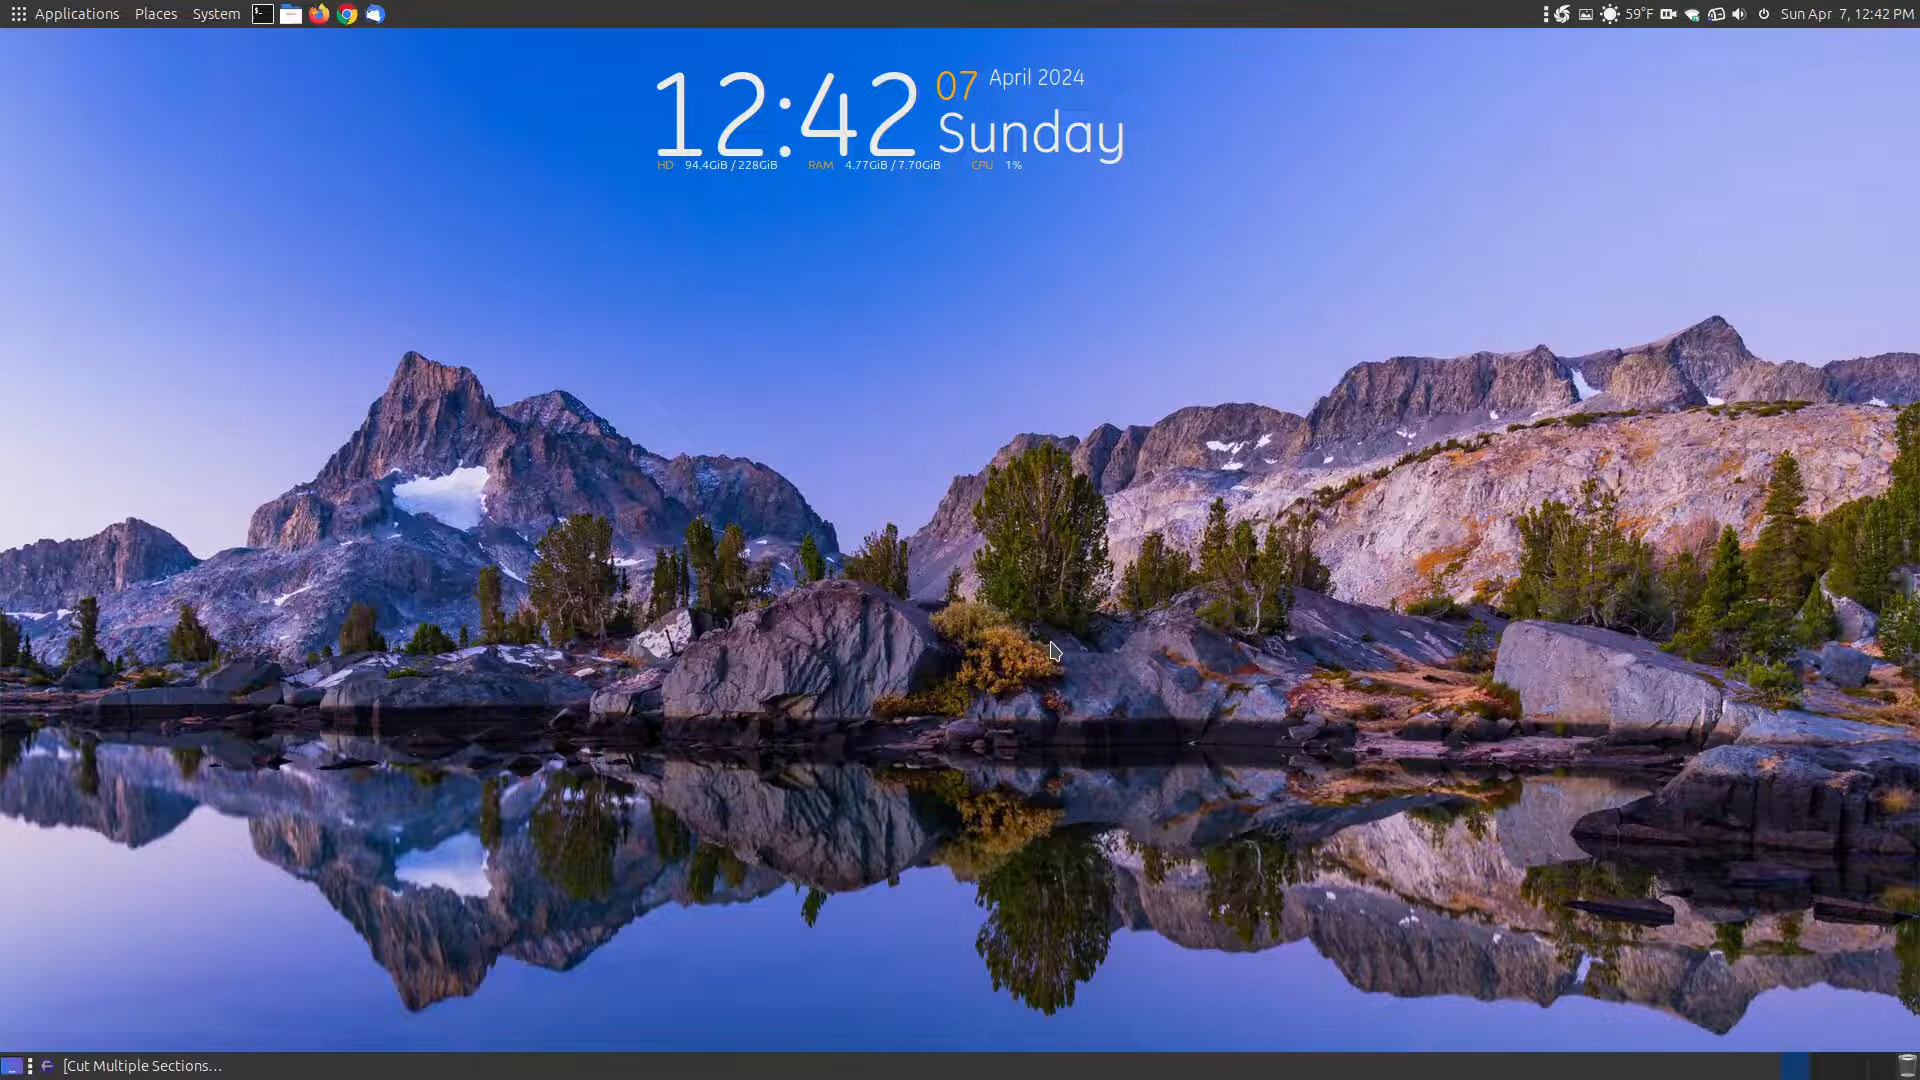 Applications Places System 59°F Sun Apr 7, 12:42 PM
12:42 07 April 2024
Sunday
HD 94.4GiB / 228GiB RAM 4.77GiB / 7.70GiB CPU 1%
[Cut Multiple Sections...